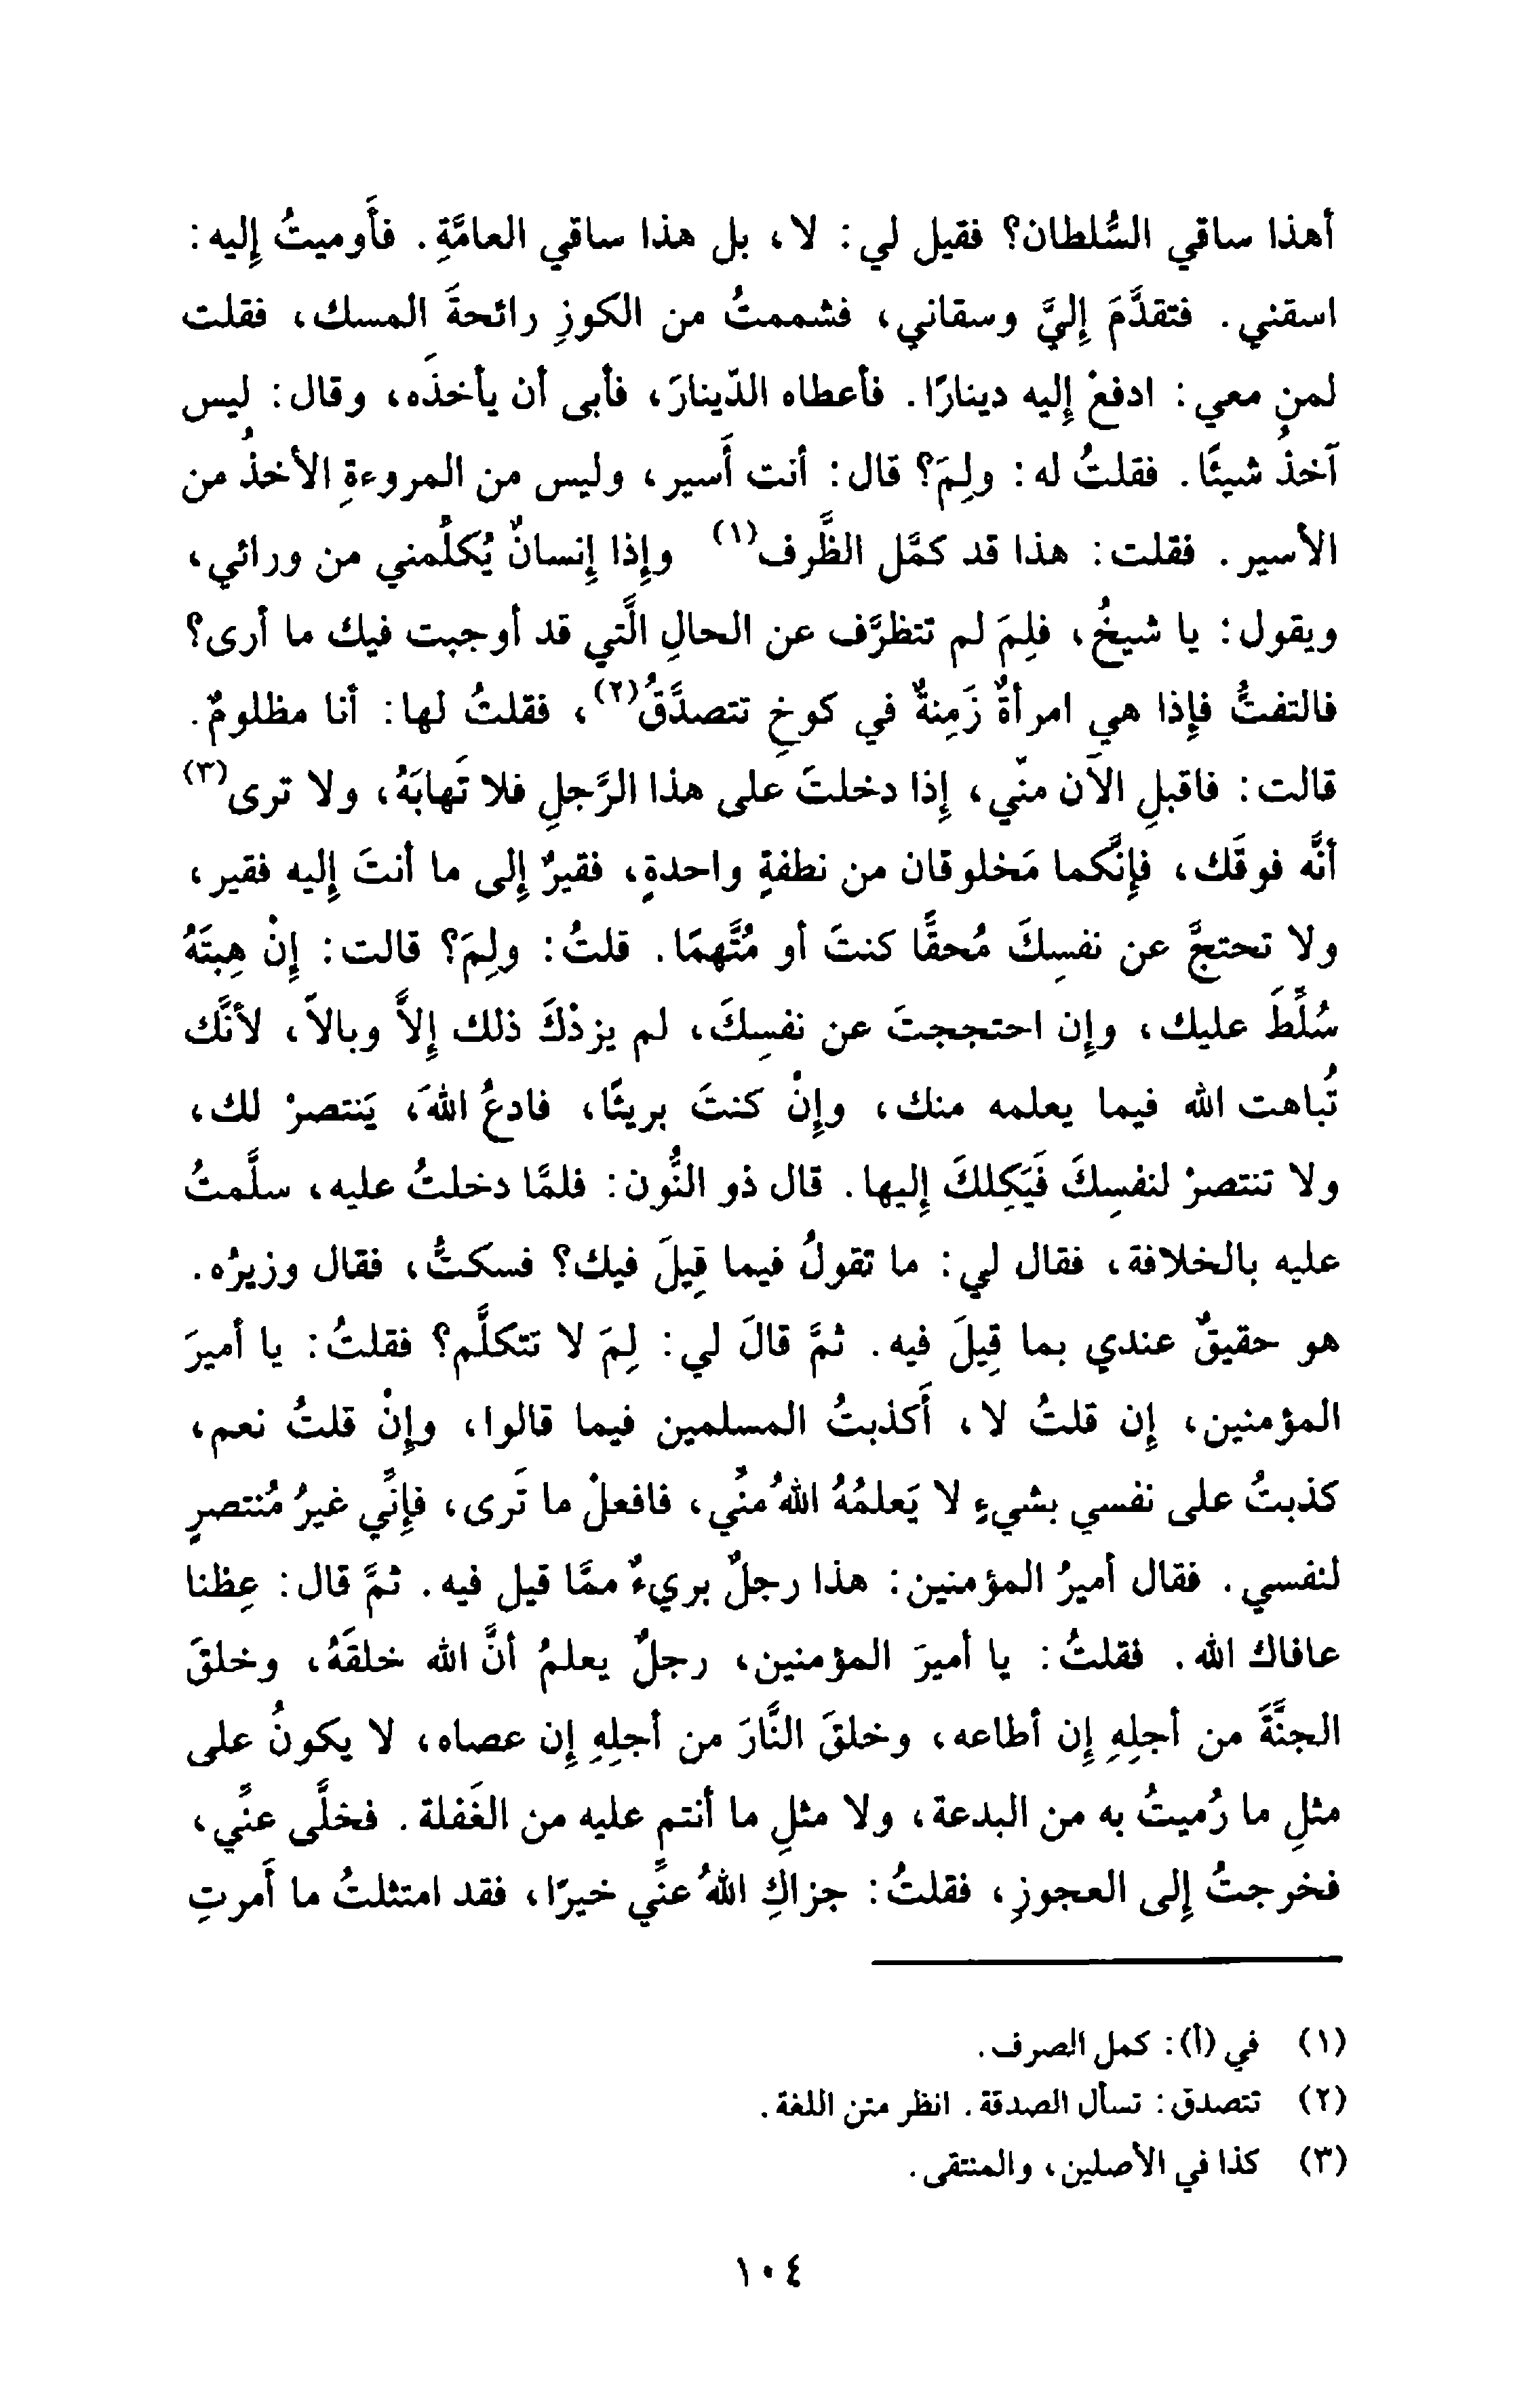 أهذا ساقي السُّلطان؟ فقيل لي: لا، بل هذا ساقي العامَّةِ. فأَوميتُ إليه:
اسقني. فتقدَّمَ إليَّ وسقاني، فشممتُ من الكوزِ رائحةَ المسك، فقلت
لمن معي: ادفعْ إليه دينارًا. فأعطاه الدّينارَ، فأبى أن يأخذَه، وقال: ليس
آخذُ شيئًا. فقلتُ له: ولِمَ؟ قال: أنت أَسير، وليس من المروءةِ الأخذُ من
الأسير. فقلت: هذا قد كمَّل الظَّرف(١) وإذا إنسانٌ يُكلِّمني من ورائي،
ويقول: يا شيخُ، فلِمَ لم تتظرَّف عن الحالِ الَّتي قد أوجبت فيك ما أرى؟
فالتفتُّ فإذا هي امرأةٌ زَمِنةٌ في كوخٍ تتصدَّقُ(٢)، فقلتُ لها: أنا مظلومٌ.
قالت: فاقبلِ الآن منّي، إذا دخلتَ على هذا الرَّجلِ فلا تَهابَهُ، ولا ترى(٣)
أنَّه فوقَك، فإنَّكما مَخلوقان من نطفةٍ واحدةٍ، فقيرٌ إلى ما أنتَ إليه فقير،
ولا تحتجَّ عن نفسِكَ مُحقًّا كنتَ أو مُتَّهمًا. قلتُ: ولِمَ؟ قالت: إنْ هِبتَهُ
سُلِّطَ عليك، وإن احتججتَ عن نفسِكَ، لم يزدْكَ ذلك إلاَّ وبالاً، لأنَّك
تُباهت الله فيما يعلمه منك، وإنْ كنتَ بريئًا، فادعُ اللهَ، يَنتصرْ لك،
ولا تنتصرْ لنفسِكَ فَيَكِلكَ إليها. قال ذو النُّون: فلمَّا دخلتُ عليه، سلَّمتُ
عليه بالخلافة، فقال لي: ما تقولُ فيما قِيلَ فيك؟ فسكتُّ، فقال وزيرُه.
هو حقيقٌ عندي بما قِيلَ فيه. ثمَّ قالَ لي: لِمَ لا تتكلَّم؟ فقلتُ: يا أميرَ
المؤمنين، إن قلتُ لا، أَكذبتُ المسلمين فيما قالوا، وإنْ قلتُ نعم،
كذبتُ على نفسي بشيءٍ لا يَعلمُهُ اللهُ منِّي، فافعلْ ما تَرى، فإنِّي غيرُ مُنتصرٍ
لنفسي. فقال أميرُ المؤمنين: هذا رجلٌ بريءٌ ممَّا قيل فيه. ثمَّ قال: عِظنا
عافاك الله. فقلتُ: يا أميرَ المؤمنين، رجلٌ يعلمُ أنَّ الله خلقَهُ، وخلقَ
الجنَّةَ من أجلِهِ إن أطاعه، وخلقَ النَّارَ من أجلِهِ إن عصاه، لا يكونُ على
مثلِ ما رُميتُ به من البدعة، ولا مثلِ ما أنتم عليه من الغَفلة. فخلَّى عنِّي،
فخرجتُ إلى العجوزِ، فقلتُ: جزاكِ اللهُ عنِّي خيرًا، فقد امتثلتُ ما أَمرتِ
(١) في (أ): كمل الصرف.
(٢) تتصدق: تسأل الصدقة. انظر متن اللغة.
(٣) كذا في الأصلين، والمنتقى.
١٠٤